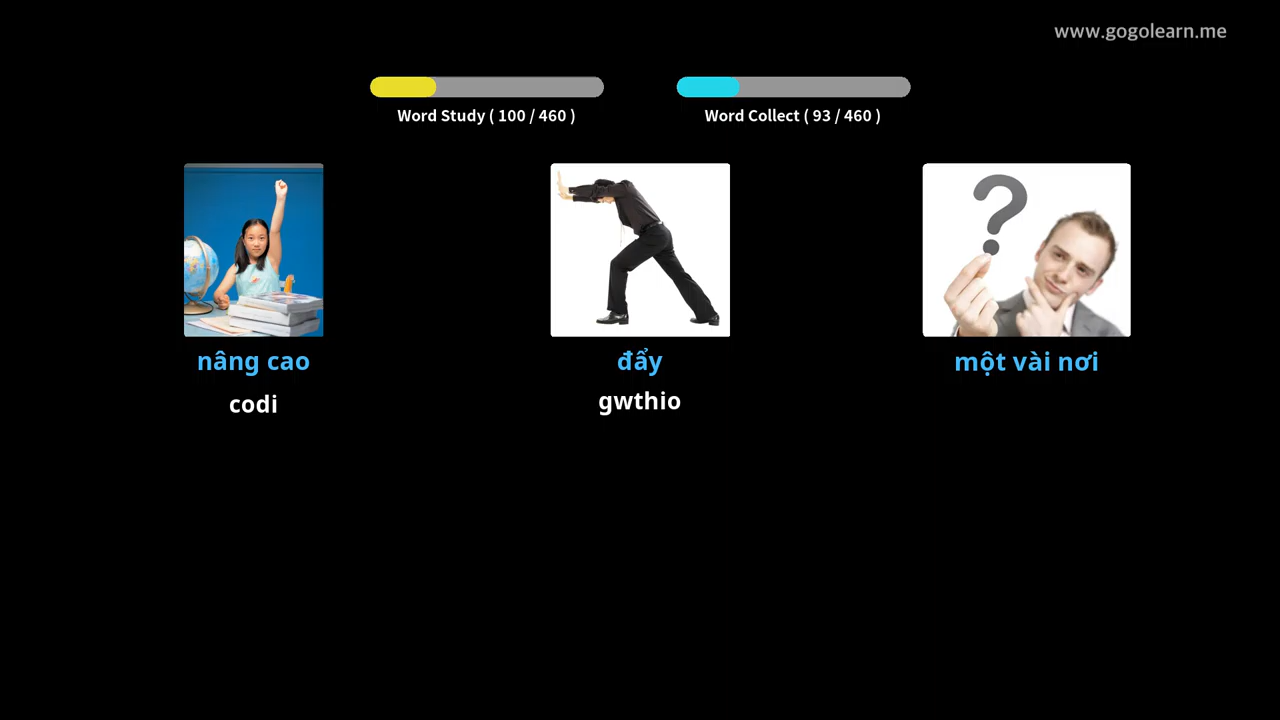 www.gogolearn.me
Word Study ( 100 / 460 )
Word Collect ( 93 / 460 )
nâng cao
codi
đẩy
gwthio
một vài nơi